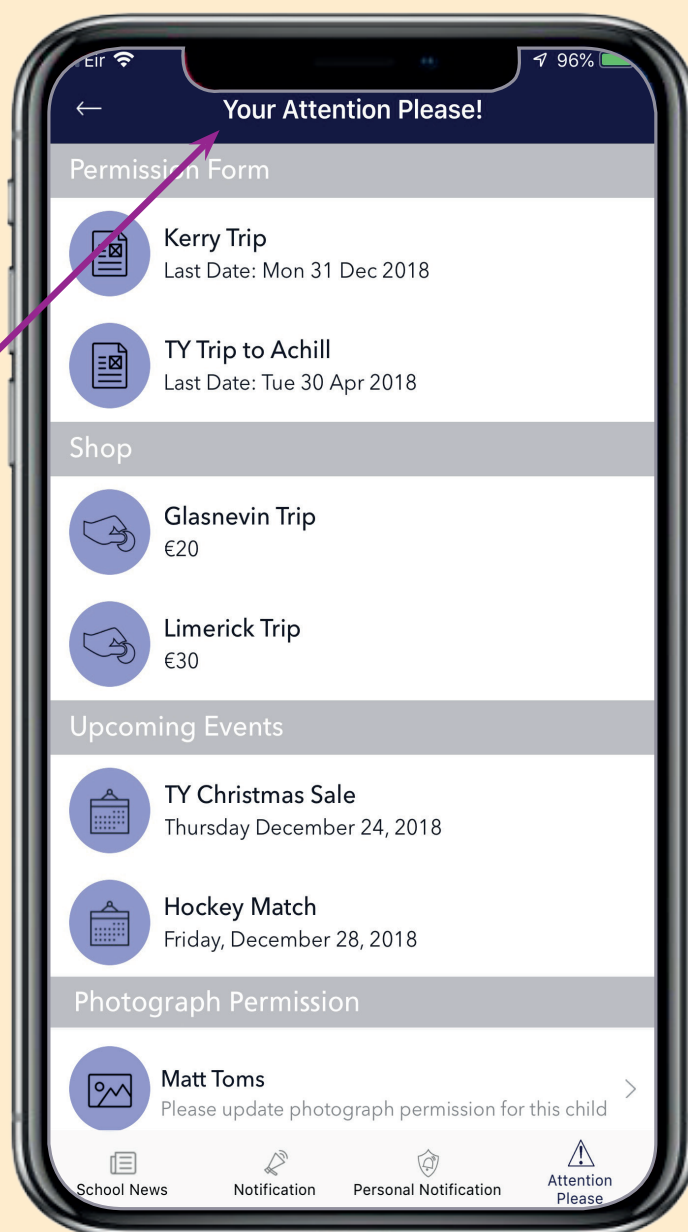 Eir 96%
Your Attention Please!
Permission Form
Kerry Trip
Last Date: Mon 31 Dec 2018
TY Trip to Achill
Last Date: Tue 30 Apr 2018
Shop
Glasnevin Trip
€20
Limerick Trip
€30
Upcoming Events
TY Christmas Sale
Thursday December 24, 2018
Hockey Match
Friday, December 28, 2018
Photograph Permission
Matt Toms
Please update photograph permission for this child
School News Notification Personal Notification Attention
Please